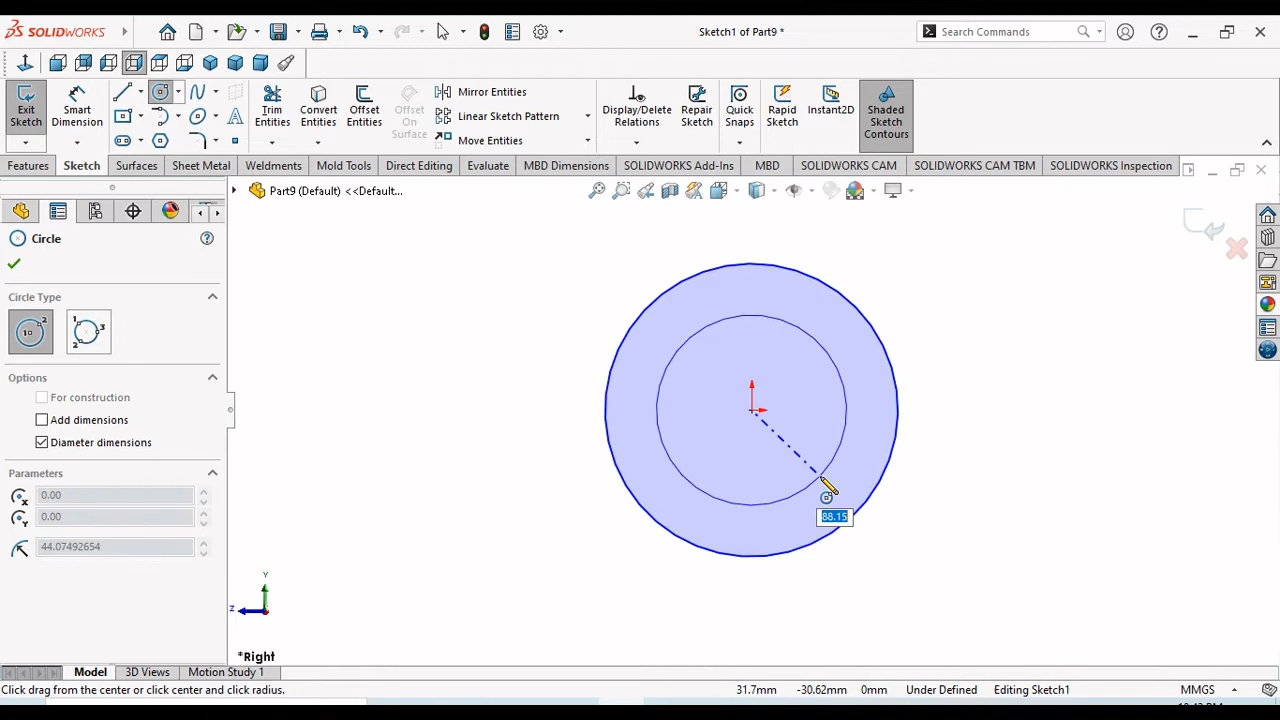 SOLIDWORKS
Sketch1 of Part9 *
Search Commands
Exit Sketch
Smart Dimension
Trim Entities
Convert Entities
Offset Entities
Offset On Surface
Mirror Entities
Linear Sketch Pattern
Move Entities
Display/Delete Relations
Repair Sketch
Quick Snaps
Rapid Sketch
Instant2D
Shaded Sketch Contours
Features
Sketch
Surfaces
Sheet Metal
Weldments
Mold Tools
Direct Editing
Evaluate
MBD Dimensions
SOLIDWORKS Add-Ins
MBD
SOLIDWORKS CAM
SOLIDWORKS CAM TBM
SOLIDWORKS Inspection
Part9 (Default) <<Default...
Circle
Circle Type
Options
For construction
Add dimensions
Diameter dimensions
Parameters
0.00
0.00
44.07492654
88.15
Y
Z
*Right
Model
3D Views
Motion Study 1
Click drag from the center or click center and click radius.
31.7mm
-30.62mm
0mm
Under Defined
Editing Sketch1
MMGS